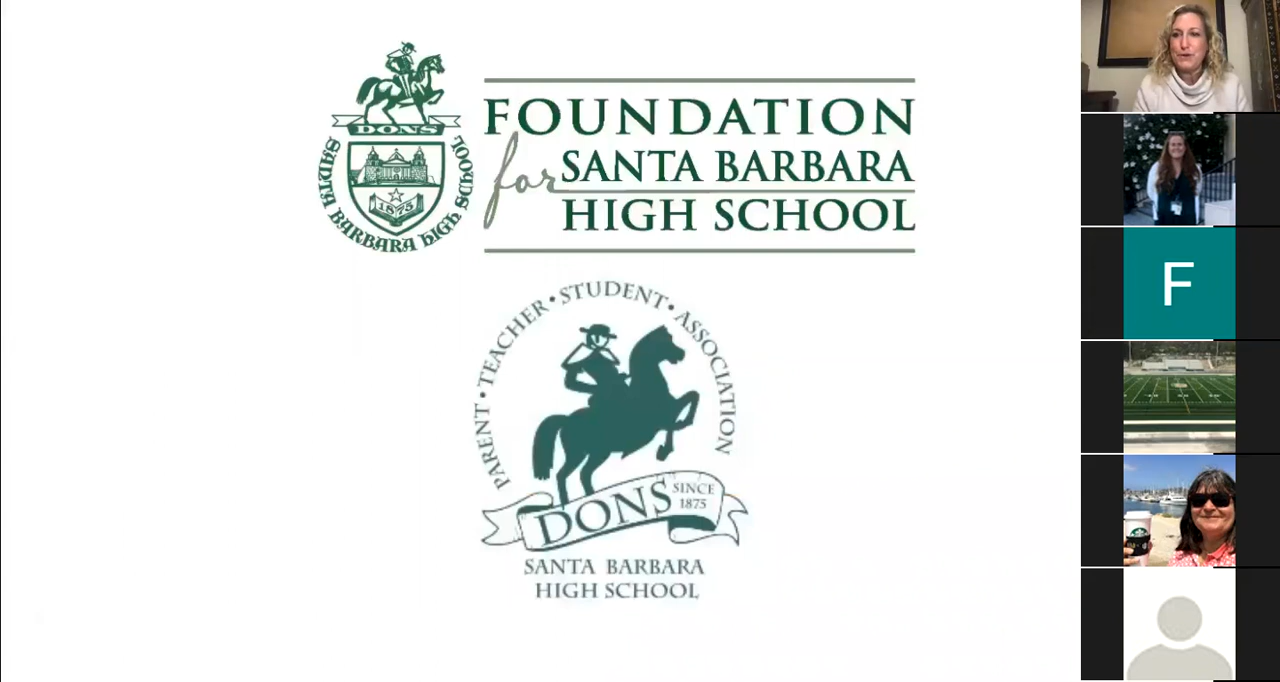 DONS
SANTA BARBARA HIGH SCHOOL
1875
FOUNDATION
for SANTA BARBARA
HIGH SCHOOL
PARENT • TEACHER • STUDENT • ASSOCIATION
DONS
SINCE
1875
SANTA BARBARA
HIGH SCHOOL
F